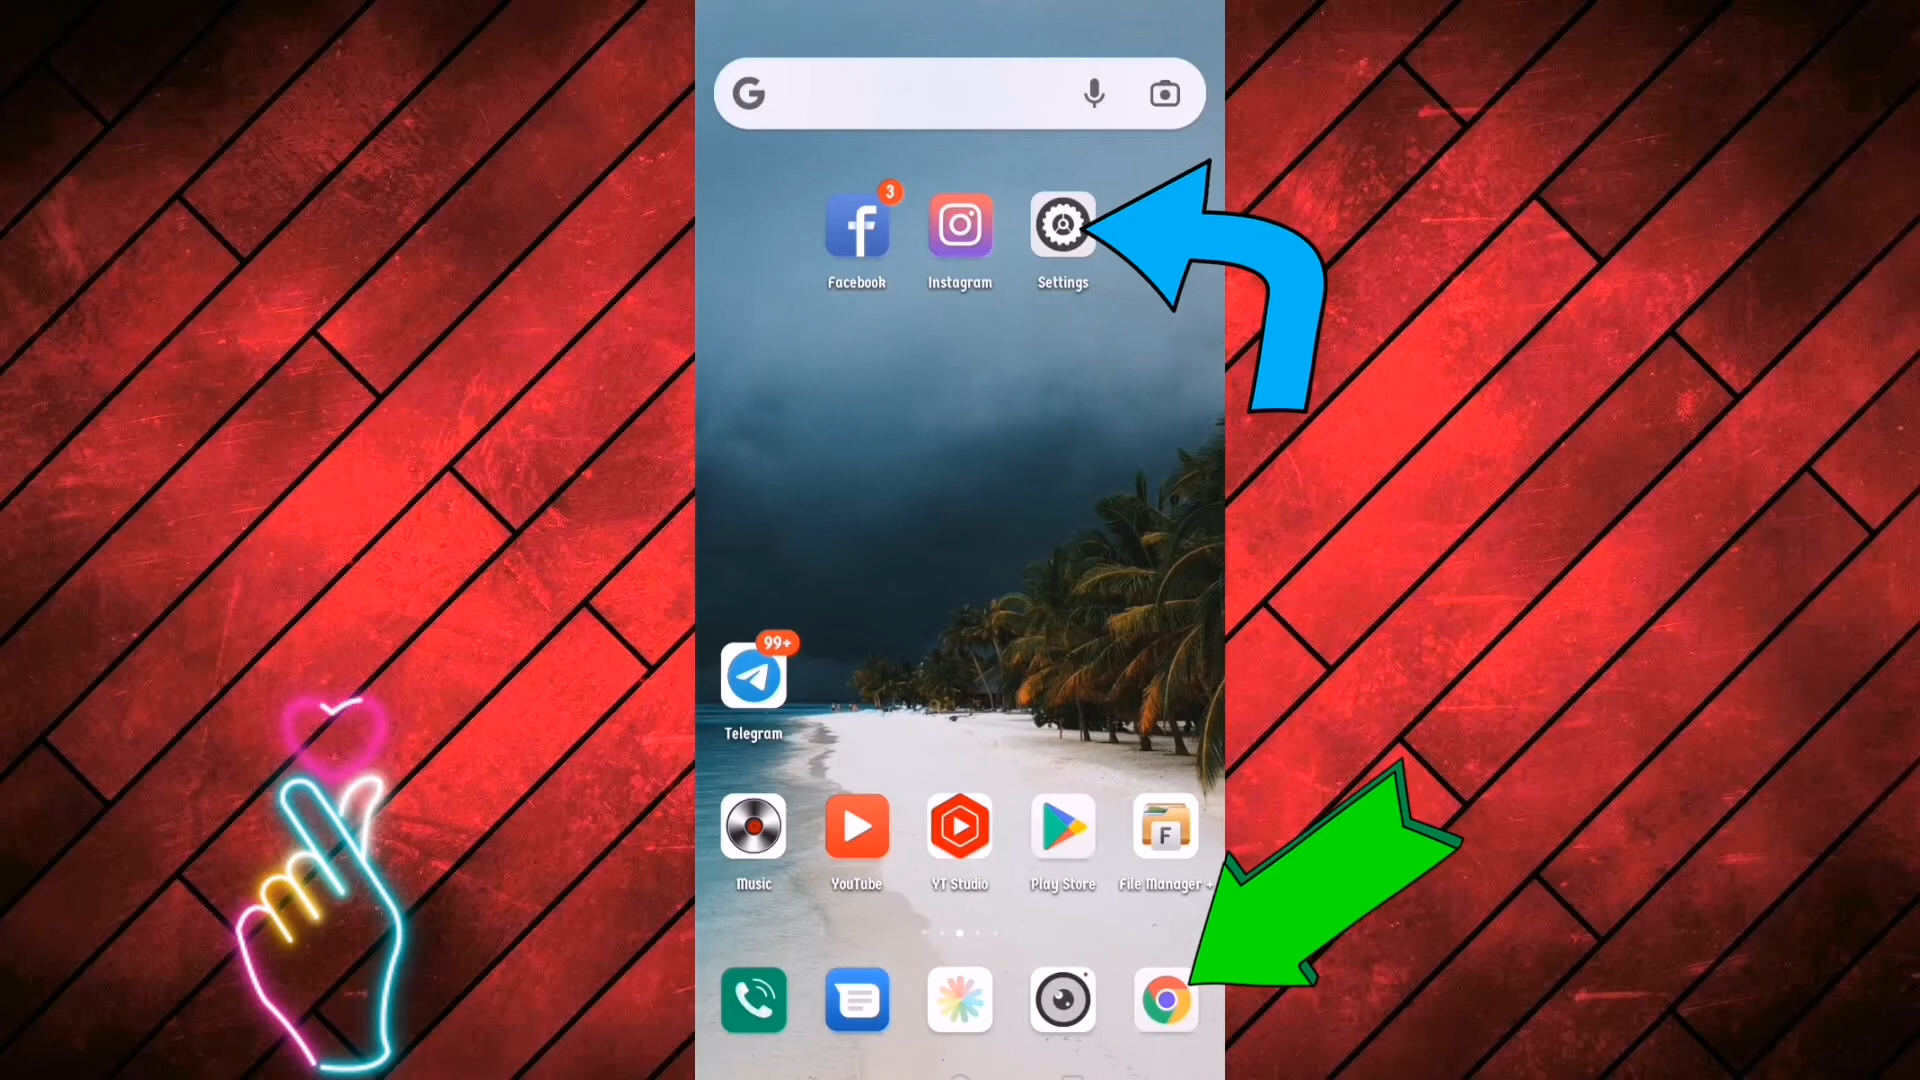 G
3
f
Facebook Instagram Settings
99+
Telegram
F
Music YouTube YT Studio Play Store File Manager +